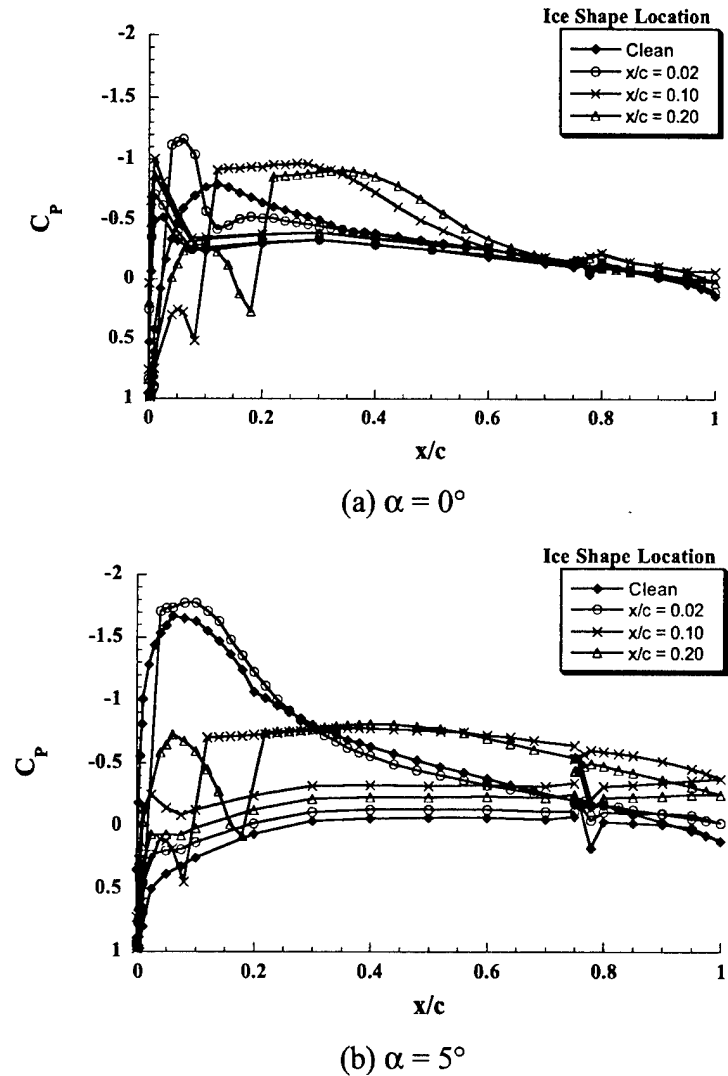 Ice Shape Location
Clean
x/c = 0.02
x/c = 0.10
x/c = 0.20
-2
-1.5
-1
-0.5
0
0.5
1
C_P
0 0.2 0.4 0.6 0.8 1
x/c
(a) α = 0°
Ice Shape Location
Clean
x/c = 0.02
x/c = 0.10
x/c = 0.20
-2
-1.5
-1
-0.5
0
0.5
1
C_P
0 0.2 0.4 0.6 0.8 1
x/c
(b) α = 5°